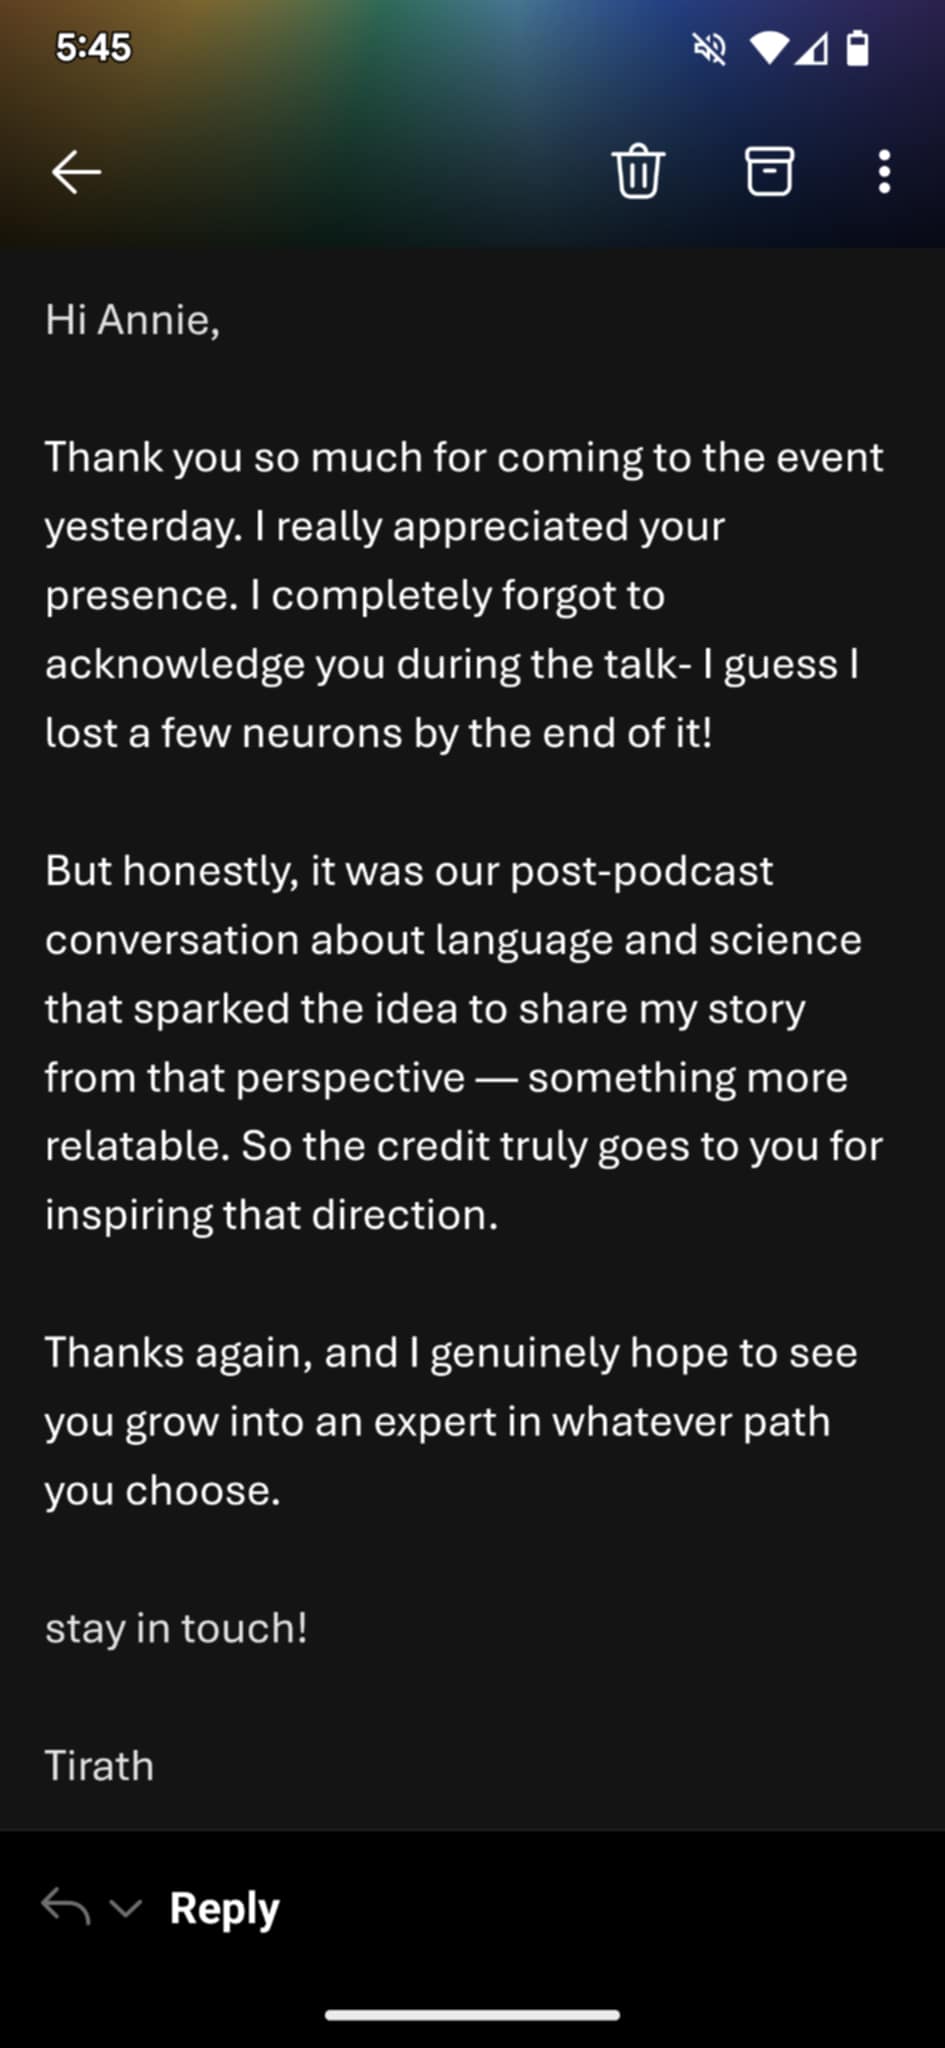 5:45
Hi Annie,
Thank you so much for coming to the event
yesterday. I really appreciated your
presence. I completely forgot to
acknowledge you during the talk- I guess I
lost a few neurons by the end of it!
But honestly, it was our post-podcast
conversation about language and science
that sparked the idea to share my story
from that perspective — something more
relatable. So the credit truly goes to you for
inspiring that direction.
Thanks again, and I genuinely hope to see
you grow into an expert in whatever path
you choose.
stay in touch!
Tirath
Reply